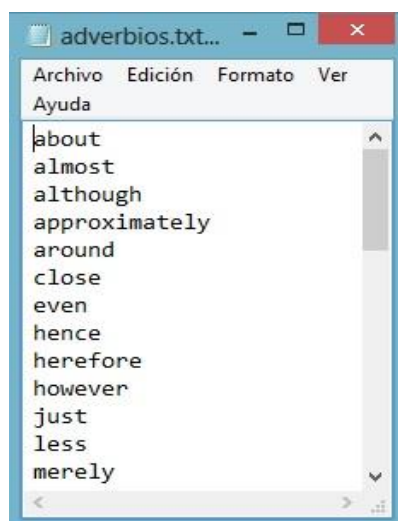 adverbios.txt...
Archivo Edición Formato Ver
Ayuda
about
almost
although
approximately
around
close
even
hence
herefore
however
just
less
merely